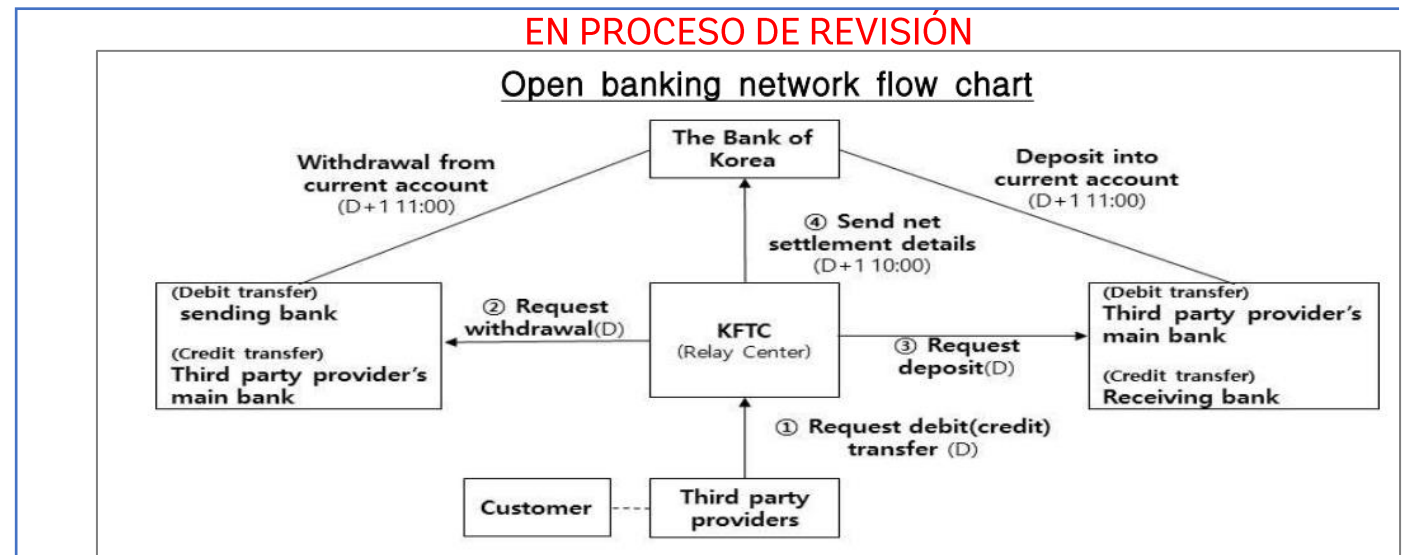 EN PROCESO DE REVISIÓN
Open banking network flow chart
The Bank of
Korea
Withdrawal from
current account
(D+1 11:00)
Deposit into
current account
(D+1 11:00)
④ Send net
settlement details
(D+1 10:00)
(Debit transfer)
sending bank
(Credit transfer)
Third party provider's
main bank
② Request
withdrawal(D)
KFTC
(Relay Center)
③ Request
deposit(D)
(Debit transfer)
Third party provider's
main bank
(Credit transfer)
Receiving bank
① Request debit(credit)
transfer (D)
Customer
Third party
providers